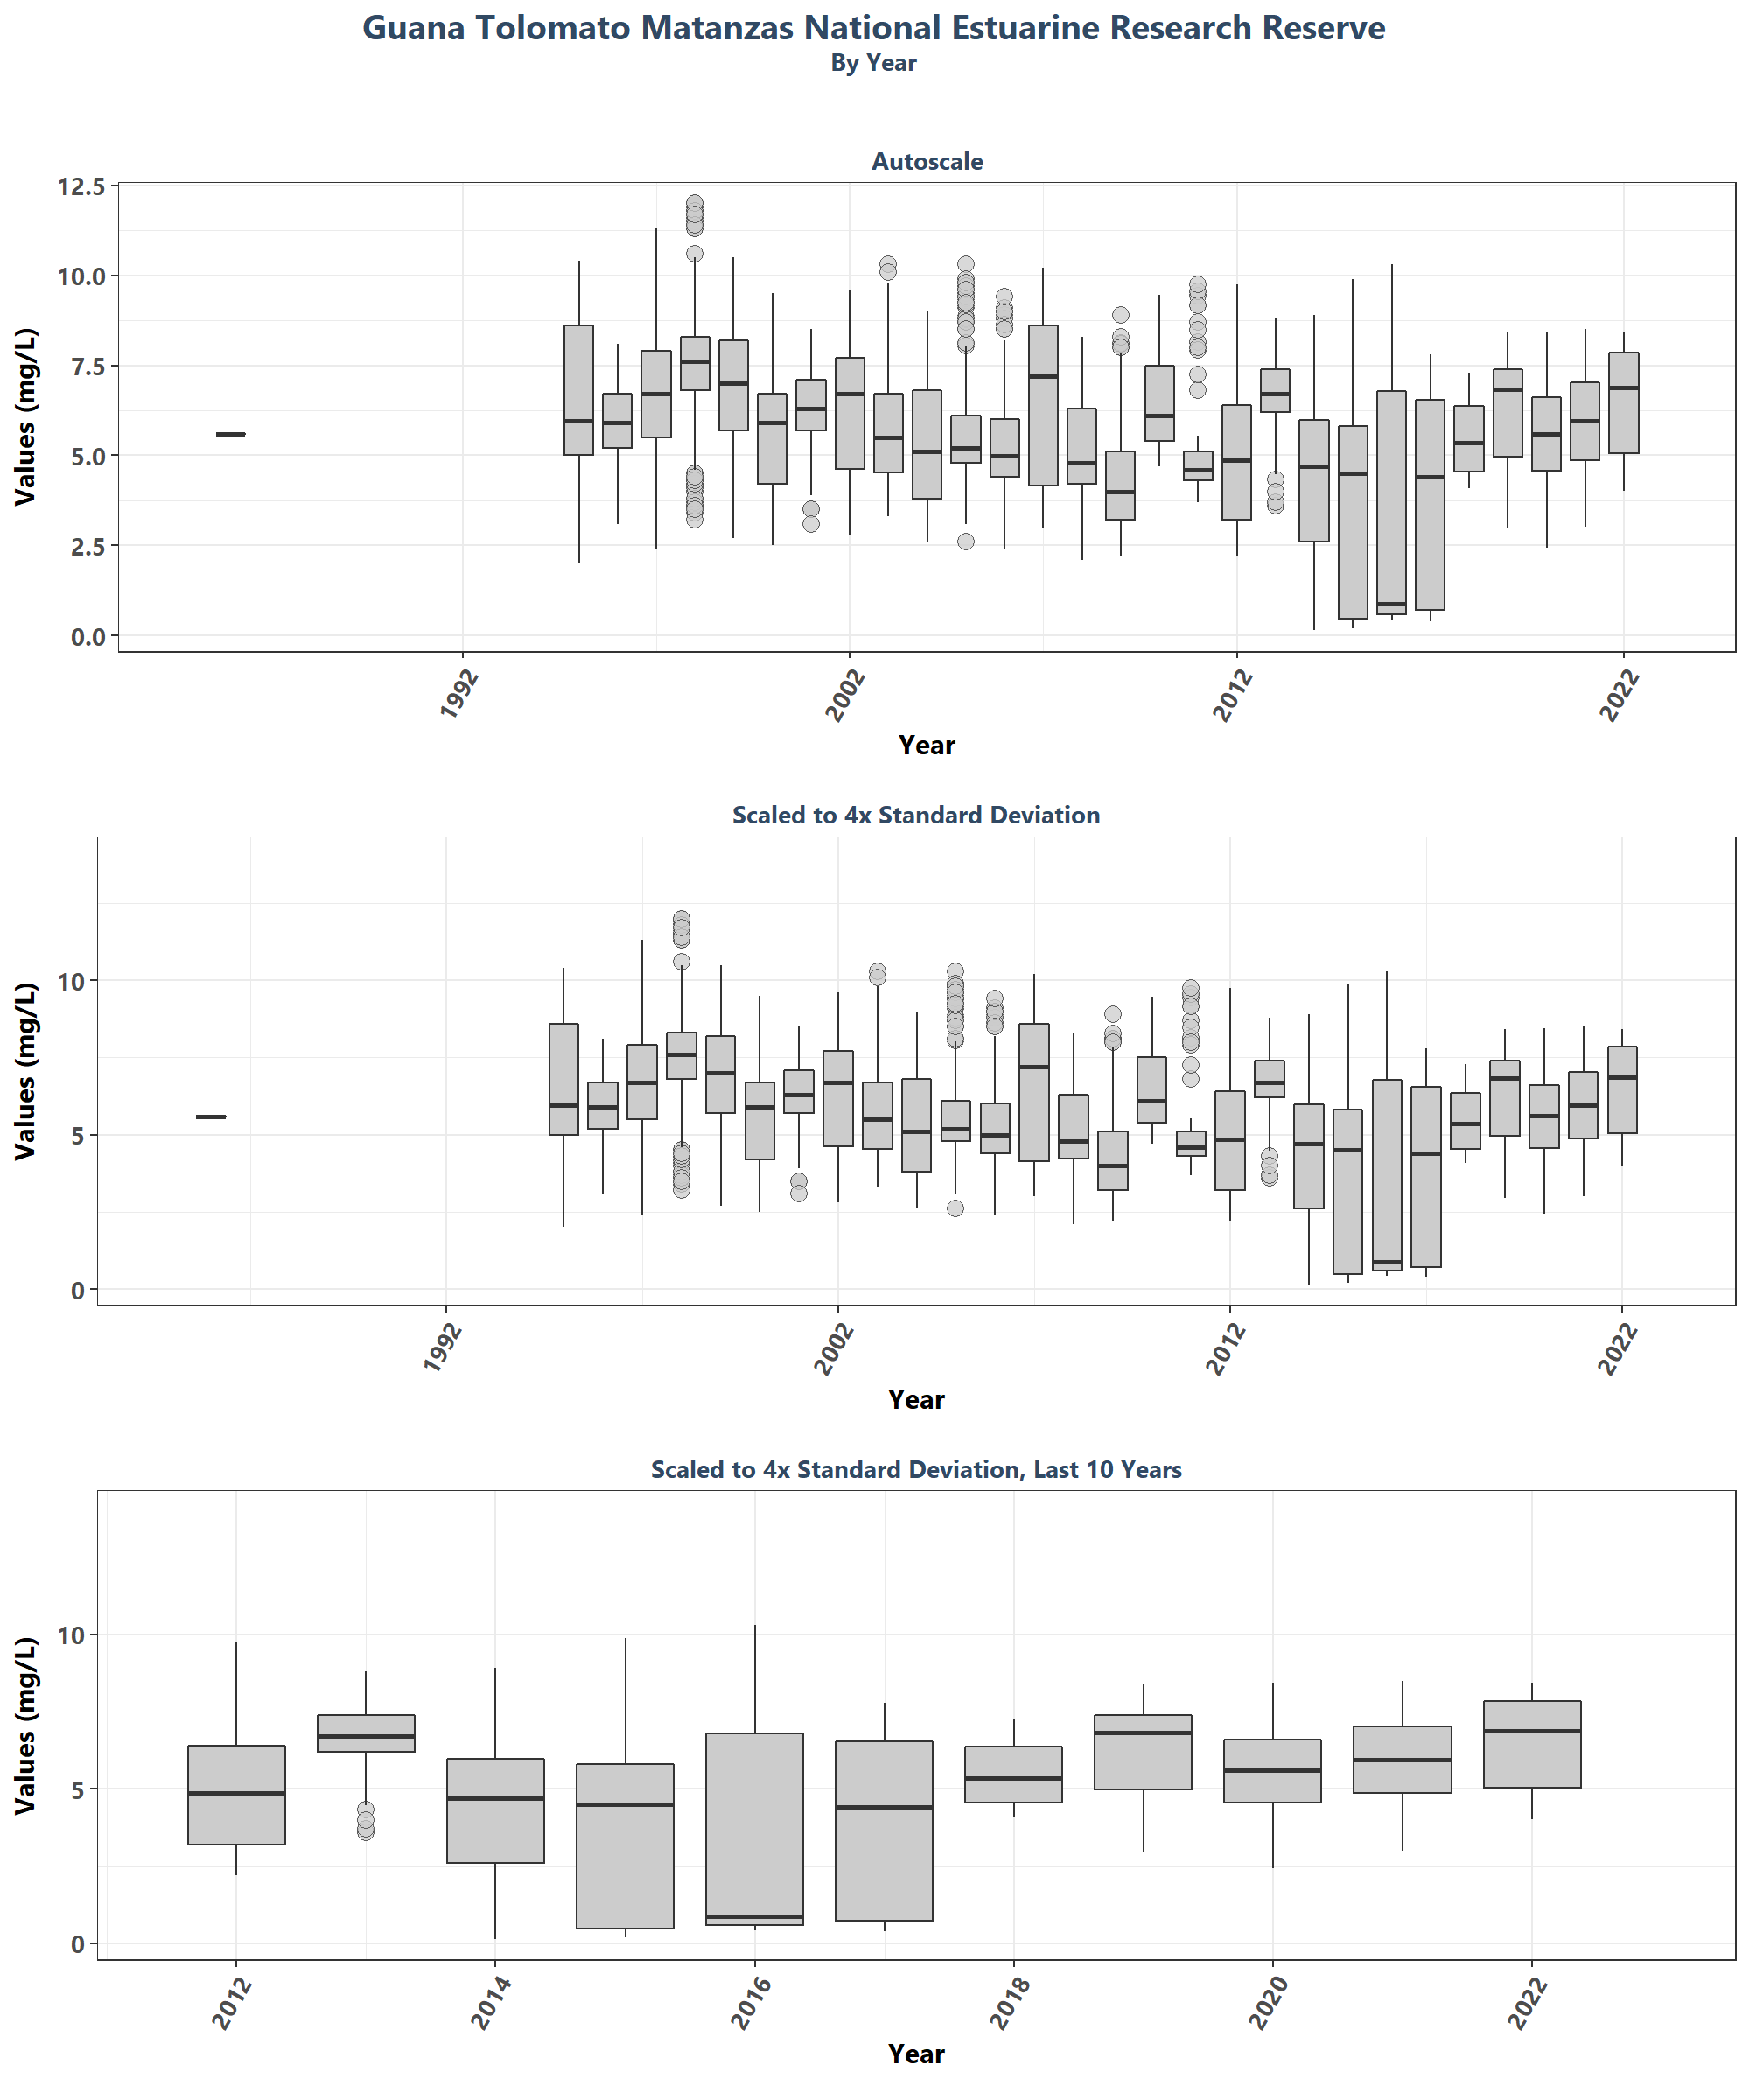 Guana Tolomato Matanzas National Estuarine Research Reserve
By Year
Autoscale
Values (mg/L)
12.5
10.0
7.5
5.0
2.5
0.0
1992
2002
2012
2022
Year
Scaled to 4x Standard Deviation
Values (mg/L)
10
5
0
1992
2002
2012
2022
Year
Scaled to 4x Standard Deviation, Last 10 Years
Values (mg/L)
10
5
0
2012
2014
2016
2018
2020
2022
Year